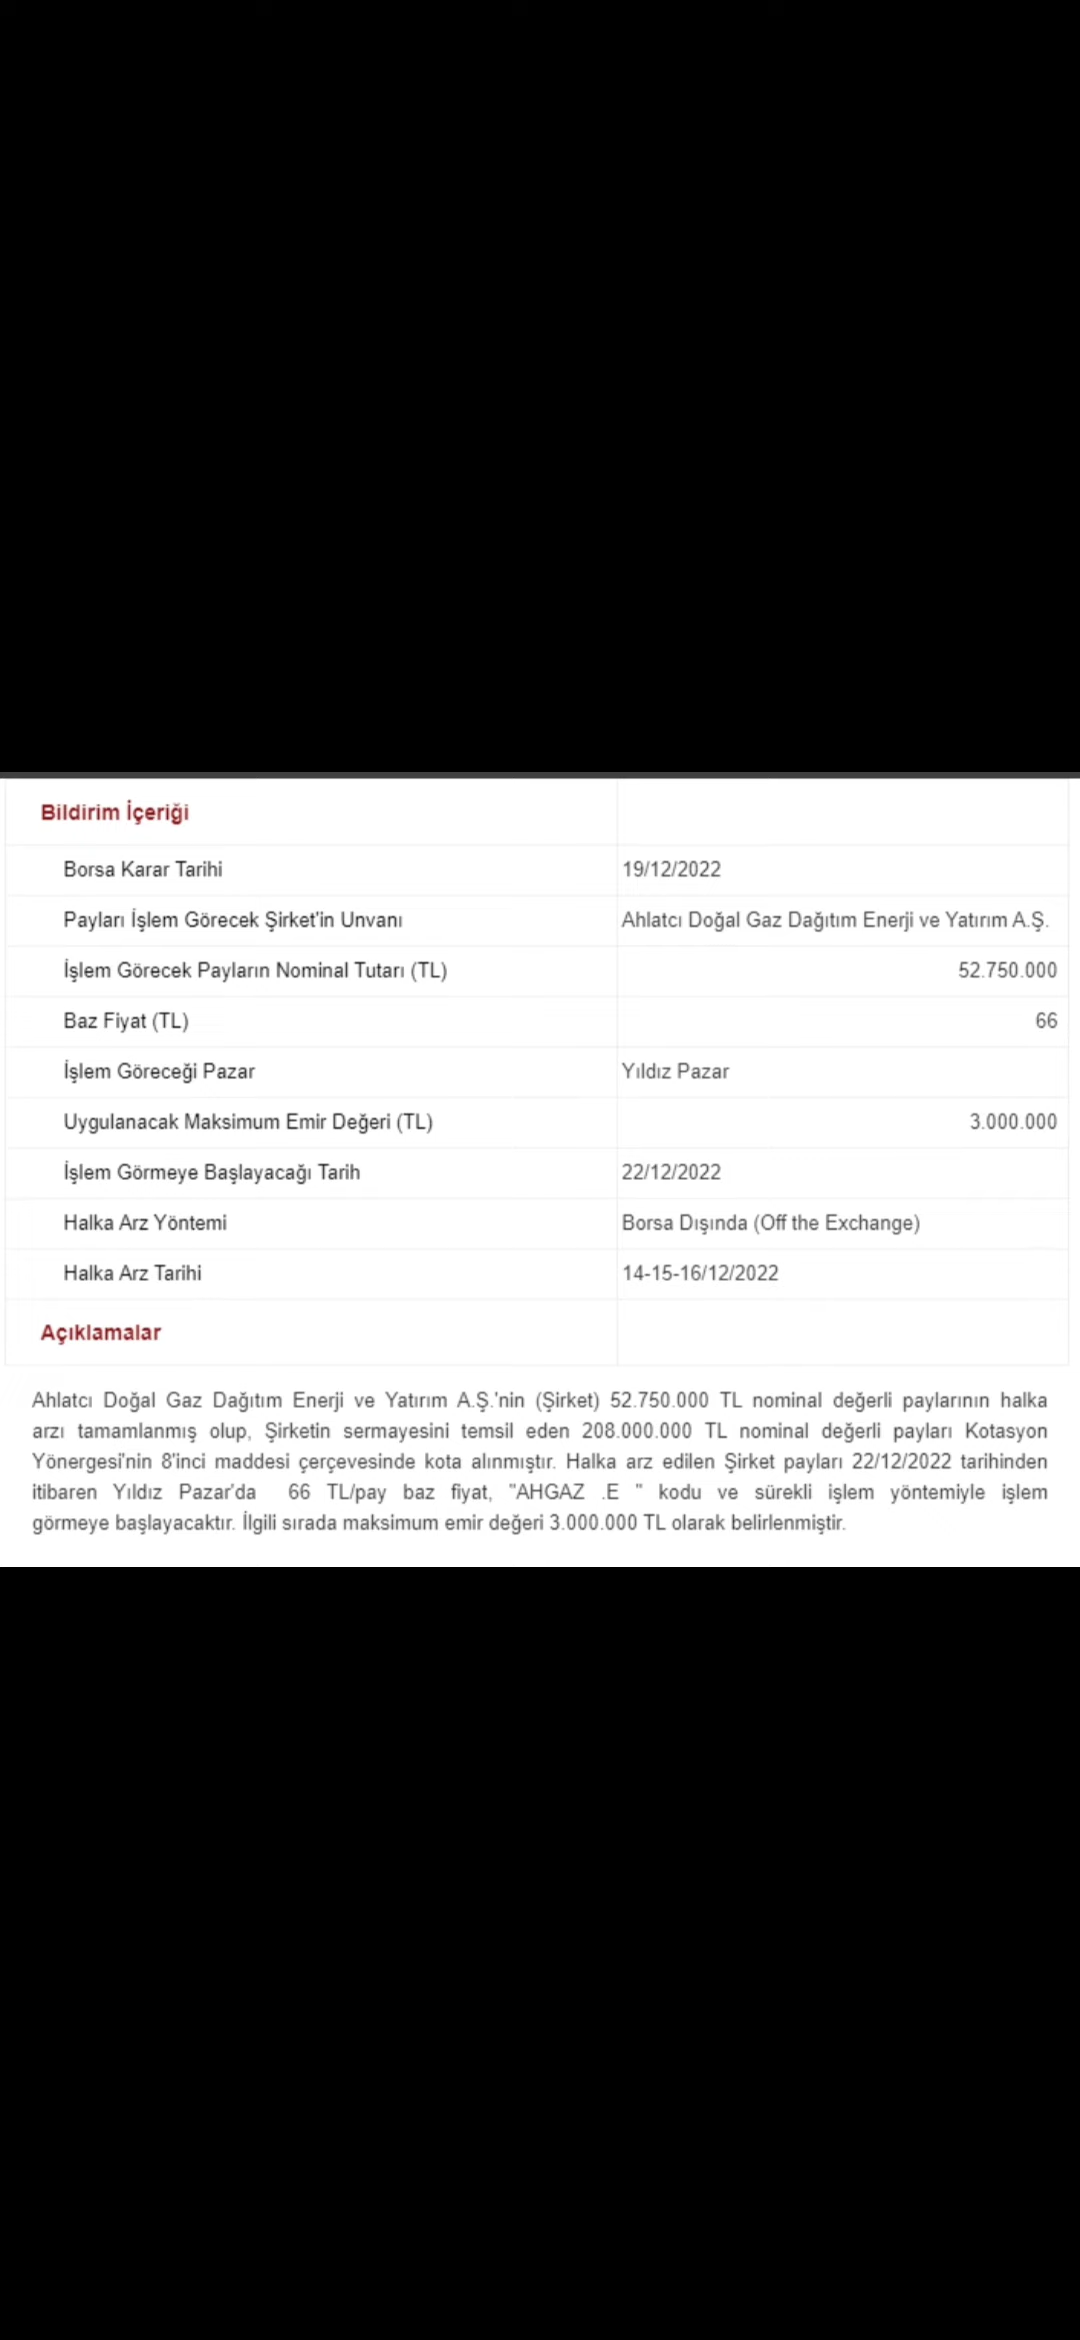 Bildirim İçeriği
Borsa Karar Tarihi 19/12/2022
Payları İşlem Görecek Şirket'in Unvanı Ahlatcı Doğal Gaz Dağıtım Enerji ve Yatırım A.Ş.
İşlem Görecek Payların Nominal Tutarı (TL) 52.750.000
Baz Fiyat (TL) 66
İşlem Göreceği Pazar Yıldız Pazar
Uygulanacak Maksimum Emir Değeri (TL) 3.000.000
İşlem Görmeye Başlayacağı Tarih 22/12/2022
Halka Arz Yöntemi Borsa Dışında (Off the Exchange)
Halka Arz Tarihi 14-15-16/12/2022
Açıklamalar
Ahlatcı Doğal Gaz Dağıtım Enerji ve Yatırım A.Ş.'nin (Şirket) 52.750.000 TL nominal değerli paylarının halka
arzı tamamlanmış olup, Şirketin sermayesini temsil eden 208.000.000 TL nominal değerli payları Kotasyon
Yönergesi'nin 8'inci maddesi çerçevesinde kota alınmıştır. Halka arz edilen Şirket payları 22/12/2022 tarihinden
itibaren Yıldız Pazar'da 66 TL/pay baz fiyat, "AHGAZ .E " kodu ve sürekli işlem yöntemiyle işlem
görmeye başlayacaktır. İlgili sırada maksimum emir değeri 3.000.000 TL olarak belirlenmiştir.